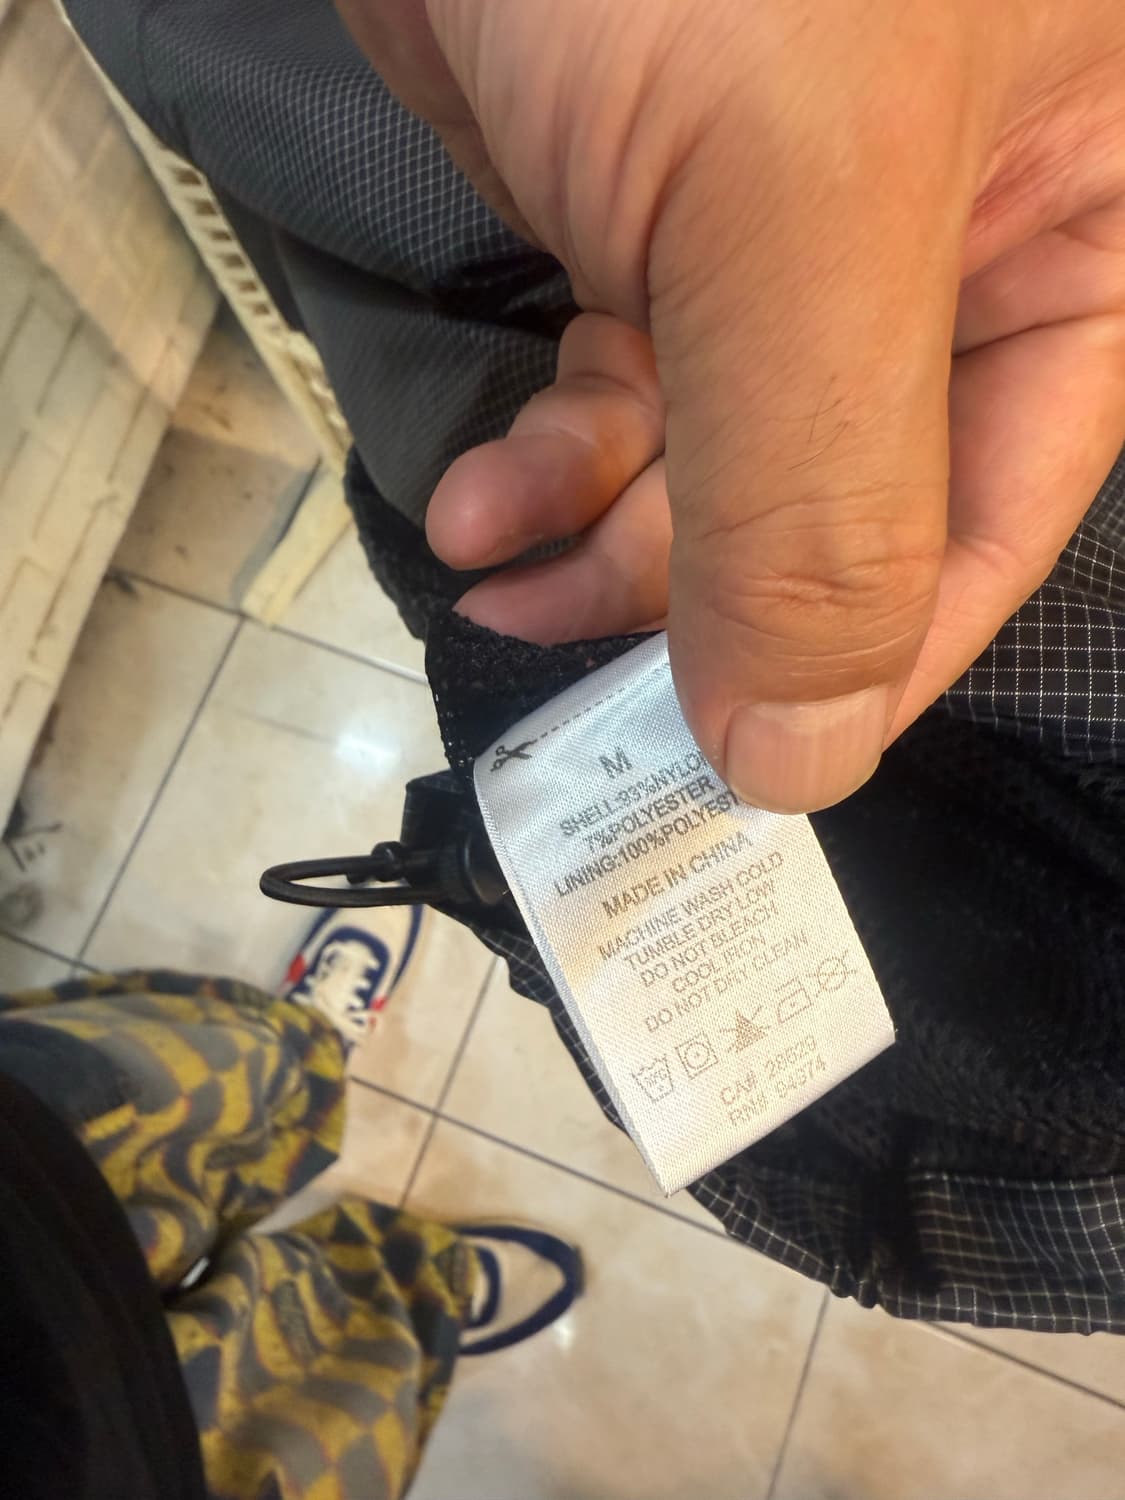 M
SHELL:93%NYLO
7%POLYESTER
LINING:100%POLYEST
MADE IN CHINA
MACHINE WASH COLD
TUMBLE DRY LOW
DO NOT BLEACH
COOL IRON
DO NOT DRY CLEAN
CA# 28629
RN# 94374